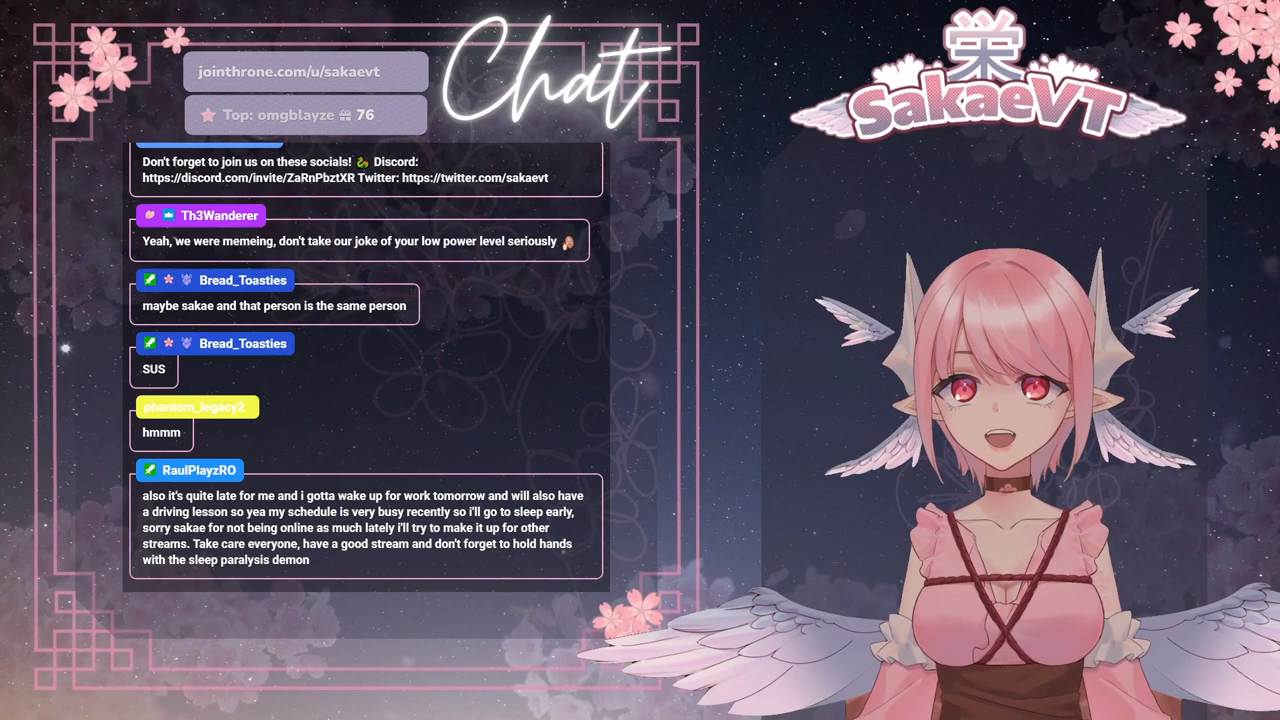 Chat
jointhrone.com/u/sakaevt
Top: omgblayze 76
栄
SakaeVT
Don't forget to join us on these socials! Discord:
https://discord.com/invite/ZaRnPbztXR Twitter: https://twitter.com/sakaevt
Th3Wanderer
Yeah, we were memeing, don't take our joke of your low power level seriously
Bread_Toasties
maybe sakae and that person is the same person
Bread_Toasties
SUS
phantom_legacy2
hmmm
RaulPlayzRO
also it's quite late for me and i gotta wake up for work tomorrow and will also have
a driving lesson so yea my schedule is very busy recently so i'll go to sleep early,
sorry sakae for not being online as much lately i'll try to make it up for other
streams. Take care everyone, have a good stream and don't forget to hold hands
with the sleep paralysis demon